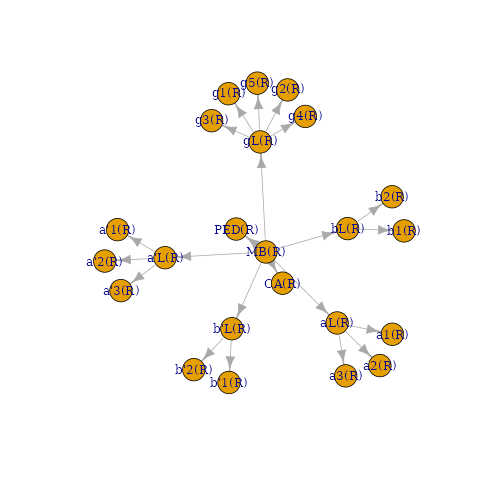 g5(R)
g2(R)
g1(R)
g4(R)
g3(R)
gL(R)
b2(R)
bL(R)
b1(R)
PED(R)
a'1(R)
MB(R)
a'L(R)
a'2(R)
CA(R)
a'3(R)
aL(R)
b'L(R)
a1(R)
a2(R)
b'2(R)
a3(R)
b'1(R)